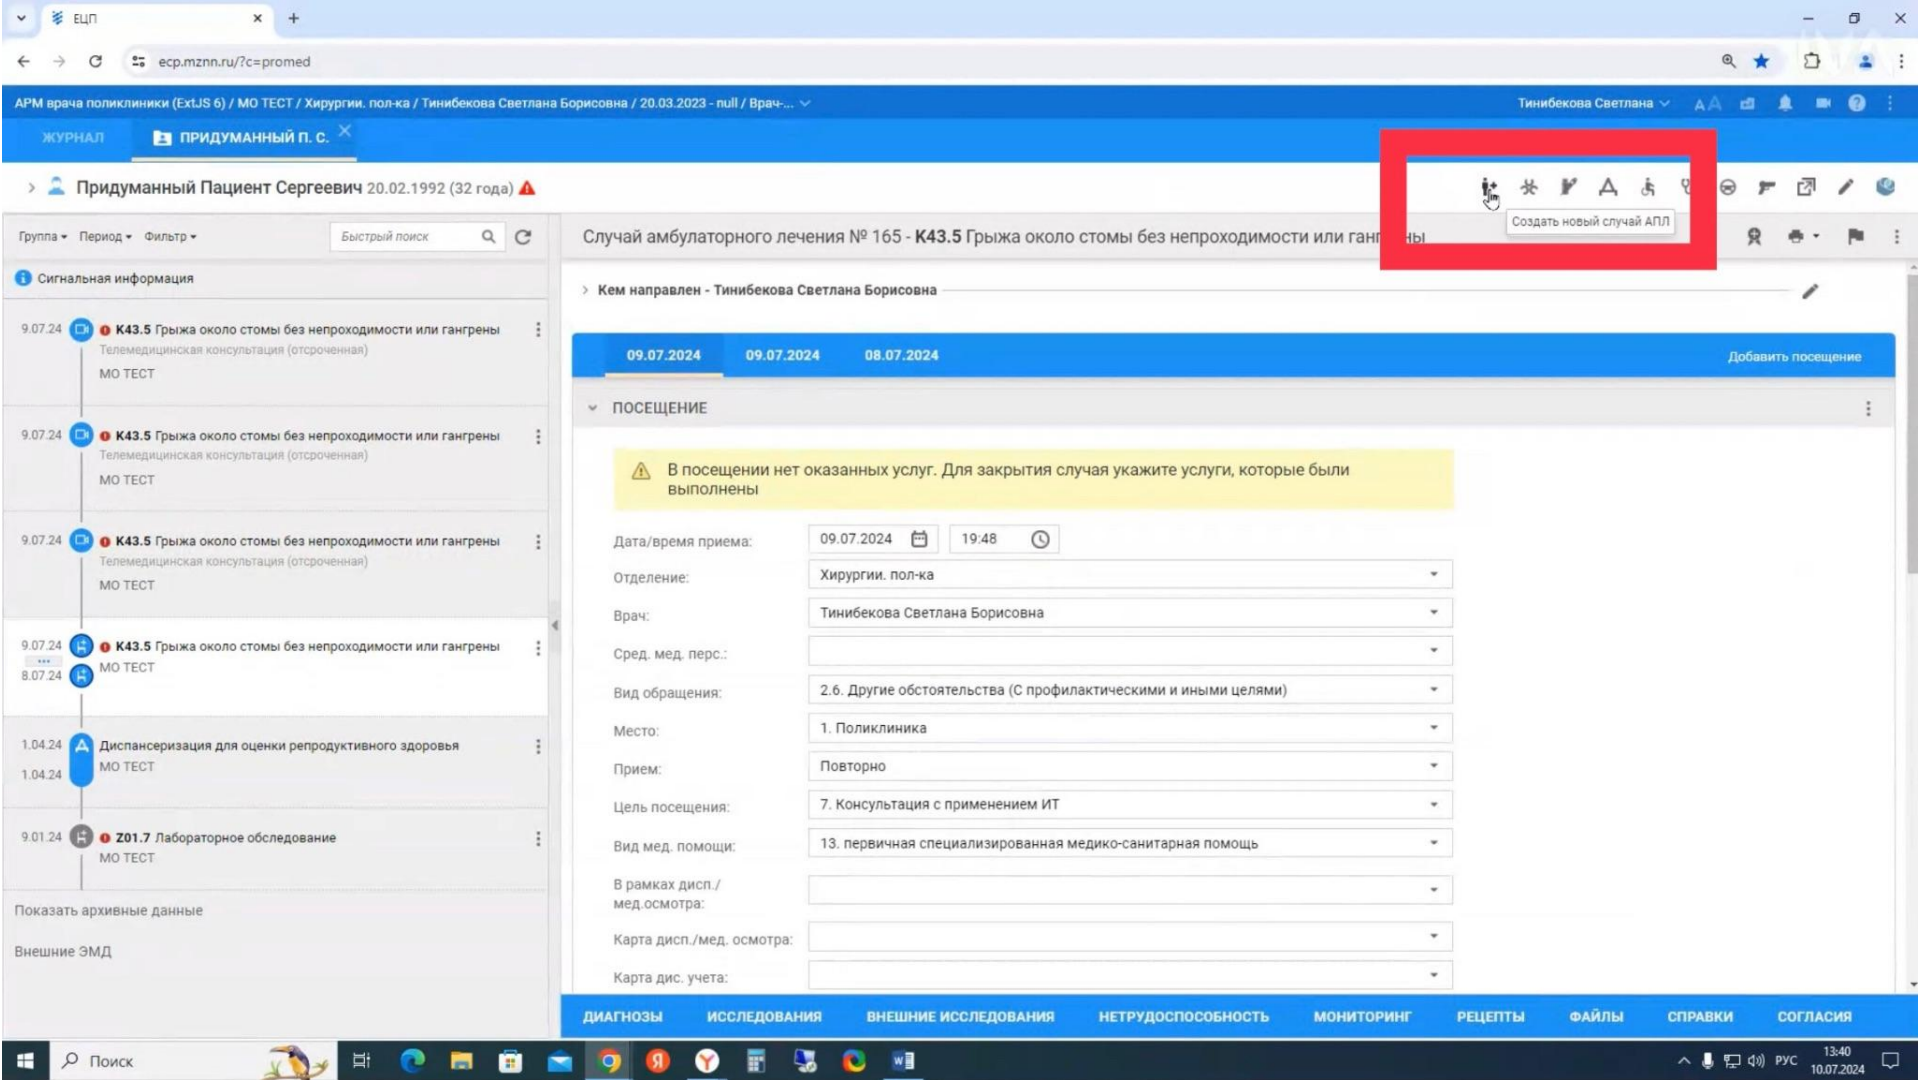 ЕЦП
ecp.mznn.ru/?c=promed
АРМ врача поликлиники (ExtJS 6) / МО ТЕСТ / Хирургии. пол-ка / Тинибекова Светлана Борисовна / 20.03.2023 - null / Врач-...
Тинибекова Светлана
ЖУРНАЛ
ПРИДУМАННЫЙ П. С.
Придуманный Пациент Сергеевич 20.02.1992 (32 года)
Создать новый случай АПЛ
Группа Период Фильтр
Быстрый поиск
Случай амбулаторного лечения № 165 - K43.5 Грыжа около стомы без непроходимости или
Сигнальная информация
Кем направлен - Тинибекова Светлана Борисовна
9.07.24 K43.5 Грыжа около стомы без непроходимости или гангрены
Телемедицинская консультация (отсроченная)
МО ТЕСТ
9.07.24 K43.5 Грыжа около стомы без непроходимости или гангрены
Телемедицинская консультация (отсроченная)
МО ТЕСТ
9.07.24 K43.5 Грыжа около стомы без непроходимости или гангрены
Телемедицинская консультация (отсроченная)
МО ТЕСТ
9.07.24 K43.5 Грыжа около стомы без непроходимости или гангрены
МО ТЕСТ
8.07.24
1.04.24 Диспансеризация для оценки репродуктивного здоровья
МО ТЕСТ
1.04.24
9.01.24 Z01.7 Лабораторное обследование
МО ТЕСТ
Показать архивные данные
Внешние ЭМД
09.07.2024 09.07.2024 08.07.2024 Добавить посещение
ПОСЕЩЕНИЕ
В посещении нет оказанных услуг. Для закрытия случая укажите услуги, которые были
выполнены
Дата/время приема: 09.07.2024 19:48
Отделение: Хирургии. пол-ка
Врач: Тинибекова Светлана Борисовна
Сред. мед. перс.:
Вид обращения: 2.6. Другие обстоятельства (С профилактическими и иными целями)
Место: 1. Поликлиника
Прием: Повторно
Цель посещения: 7. Консультация с применением ИТ
Вид мед. помощи: 13. первичная специализированная медико-санитарная помощь
В рамках дисп./
мед.осмотра:
Карта дисп./мед. осмотра:
Карта дис. учета:
ДИАГНОЗЫ ИССЛЕДОВАНИЯ ВНЕШНИЕ ИССЛЕДОВАНИЯ НЕТРУДОСПОСОБНОСТЬ МОНИТОРИНГ РЕЦЕПТЫ ФАЙЛЫ СПРАВКИ СОГЛАСИЯ
Поиск
РУС
13:40
10.07.2024